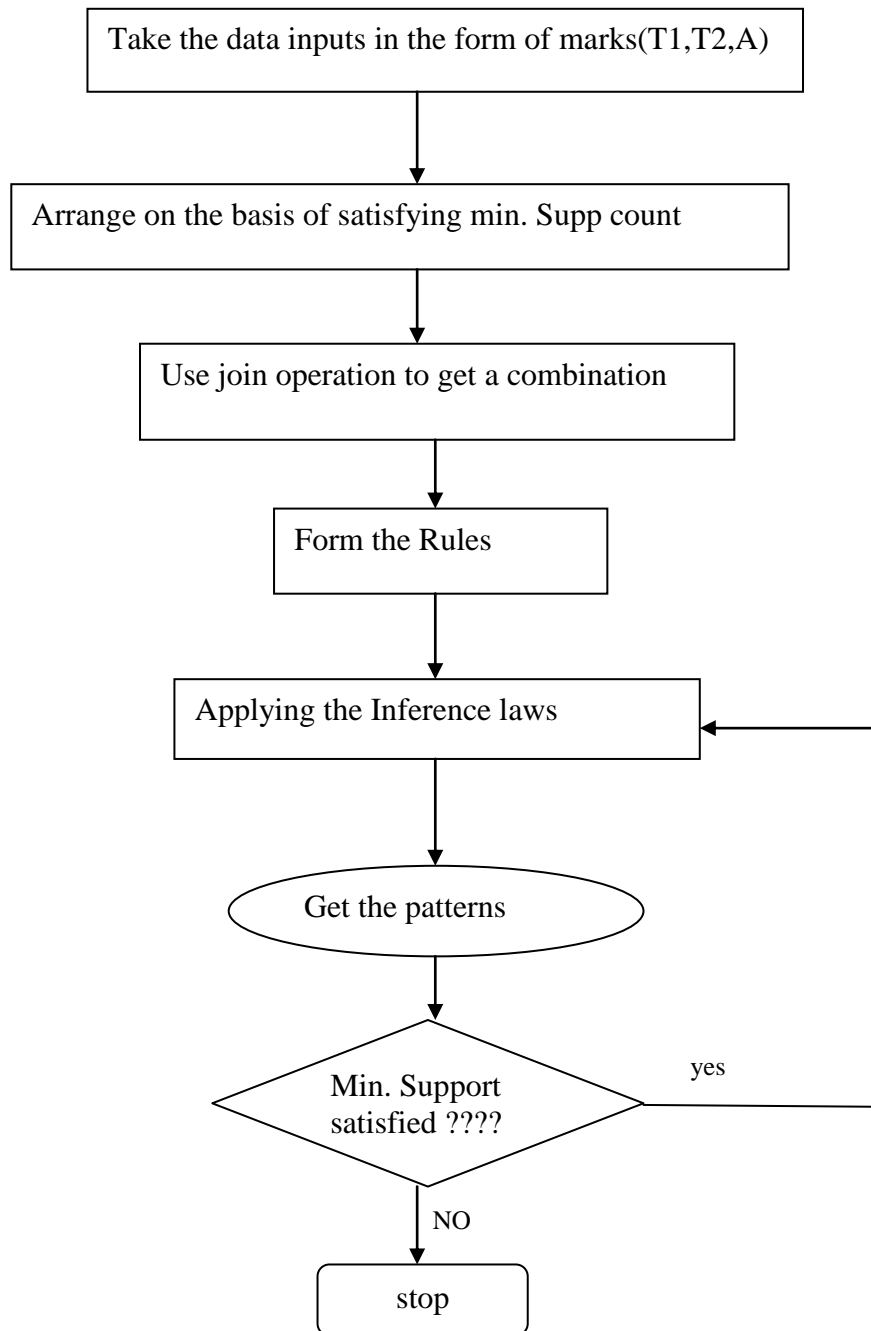 Take the data inputs in the form of marks(T1,T2,A)
Arrange on the basis of satisfying min. Supp count
Use join operation to get a combination
Form the Rules
Applying the Inference laws
Get the patterns
Min. Support
satisfied ????
yes
NO
stop